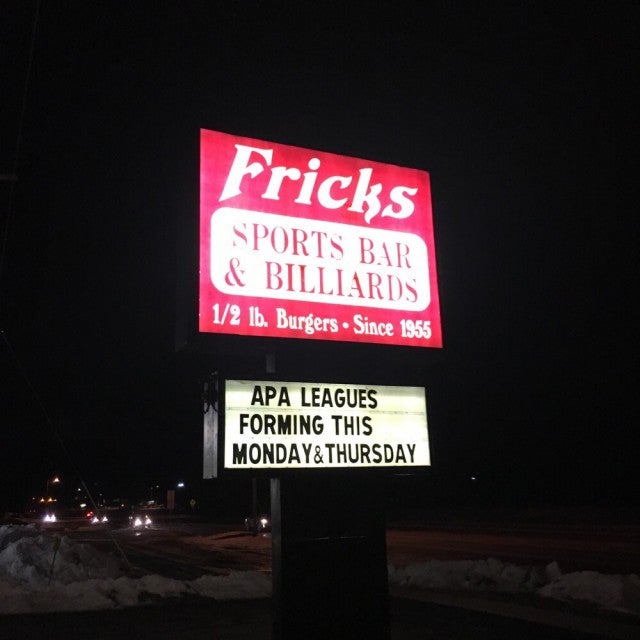 Fricks
SPORTS BAR
& BILLIARDS
1/2 lb. Burgers • Since 1955
APA LEAGUES
FORMING THIS
MONDAY&THURSDAY